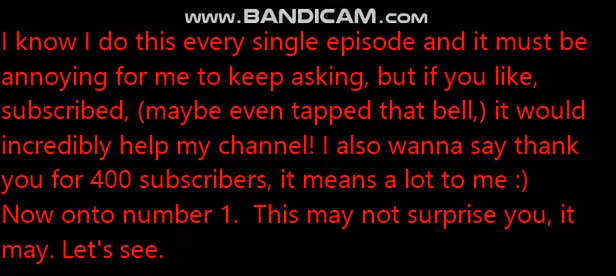 www.BANDICAM.com
I know I do this every single episode and it must be
annoying for me to keep asking, but if you like,
subscribed, (maybe even tapped that bell,) it would
incredibly help my channel! I also wanna say thank
you for 400 subscribers, it means a lot to me :)
Now onto number 1.  This may not surprise you, it
may. Let's see.